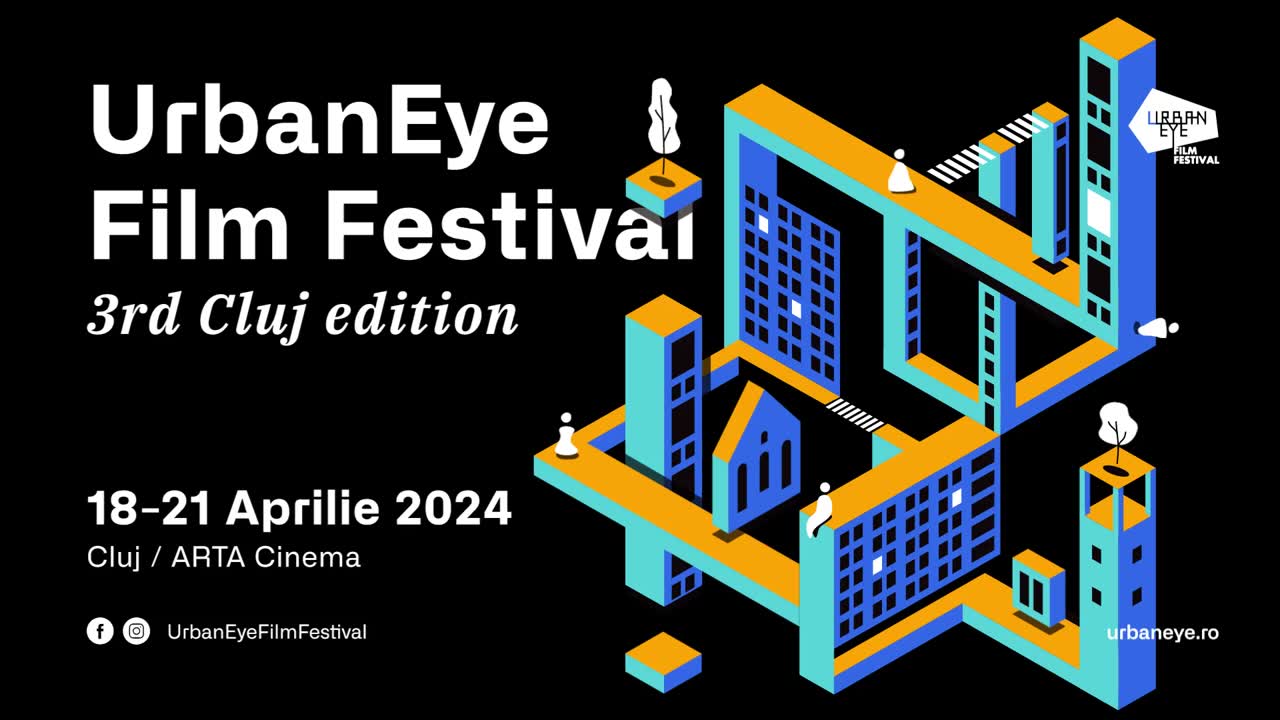 UrbanEye
Film Festival
3rd Cluj edition
18-21 Aprilie 2024
Cluj / ARTA Cinema
UrbanEyeFilmFestival
URBAN
EYE
FILM
FESTIVAL
urbaneye.ro